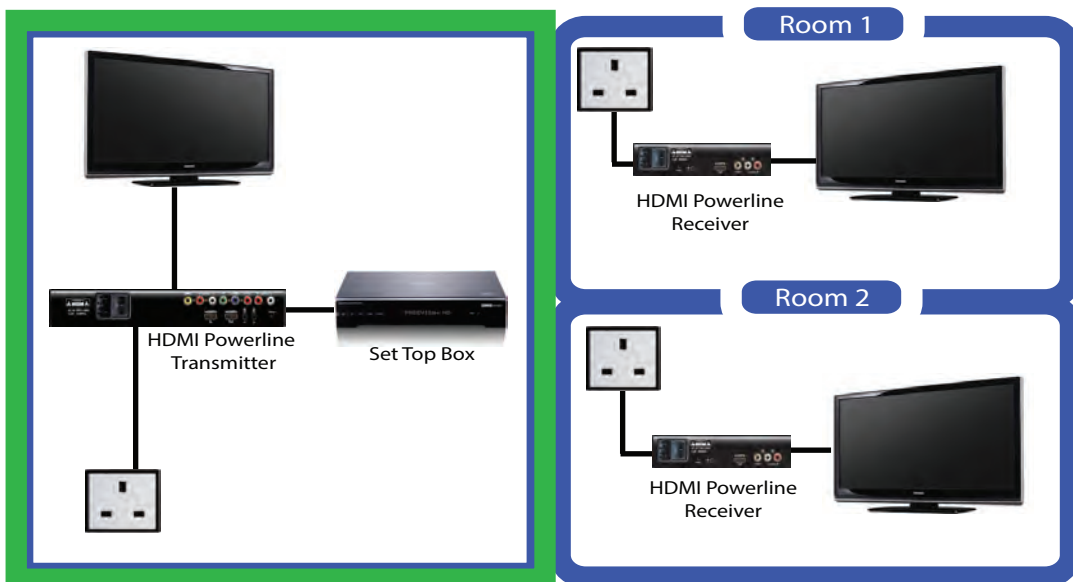 HDMI Powerline
Transmitter
Set Top Box
Room 1
HDMI Powerline
Receiver
Room 2
HDMI Powerline
Receiver